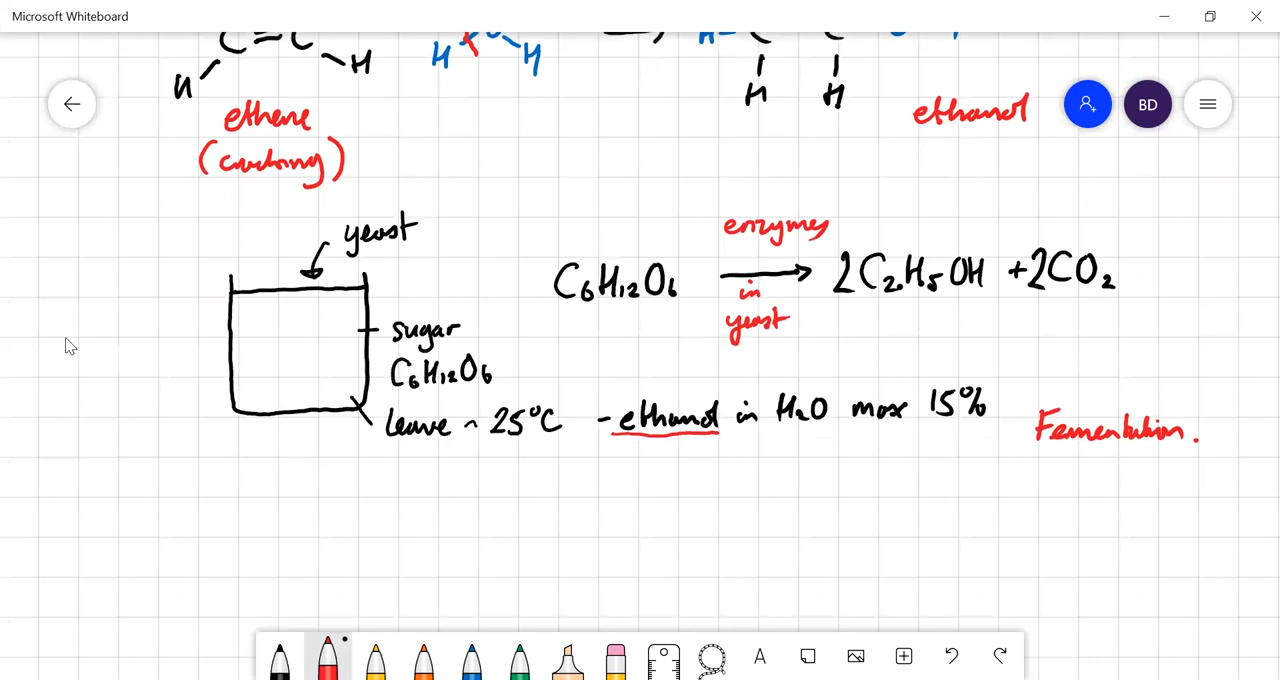 Microsoft Whiteboard
C = C
H H H H
H H
BD
ethene
ethanol
(cracking)
yeast
enzymes
C₆H₁₂O₆ → 2C₂H₅OH + 2CO₂
in
yeast
sugar
C₆H₁₂O₆
leave ~ 25°C - ethanol in H₂O max 15%
Fermentation.
A